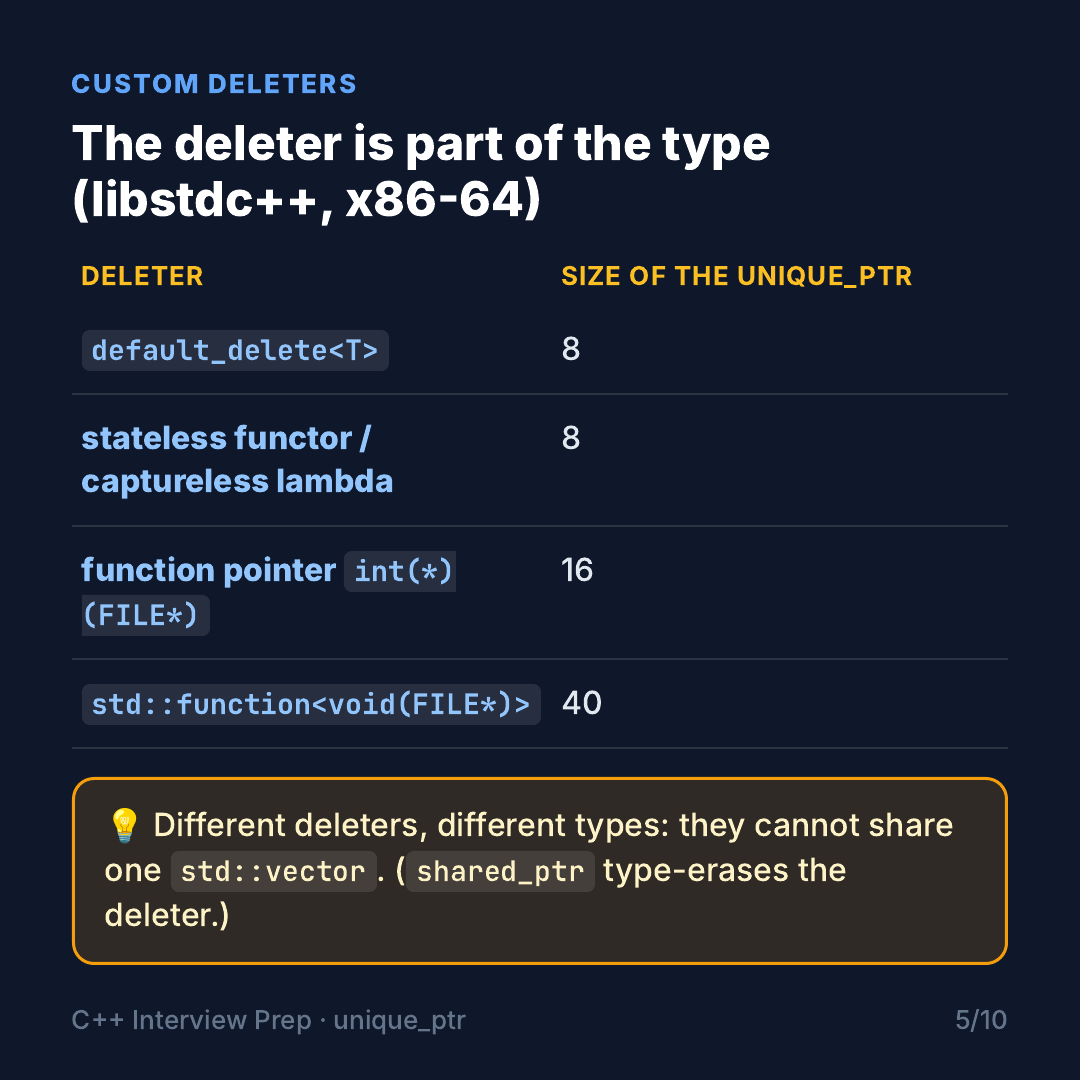 CUSTOM DELETERS
The deleter is part of the type
(libstdc++, x86-64)
DELETER SIZE OF THE UNIQUE_PTR
default_delete<T> 8
stateless functor / 8
captureless lambda
function pointer int(*) 16
(FILE*)
std::function<void(FILE*)> 40
💡 Different deleters, different types: they cannot share
one std::vector. (shared_ptr type-erases the
deleter.)
C++ Interview Prep · unique_ptr 5/10